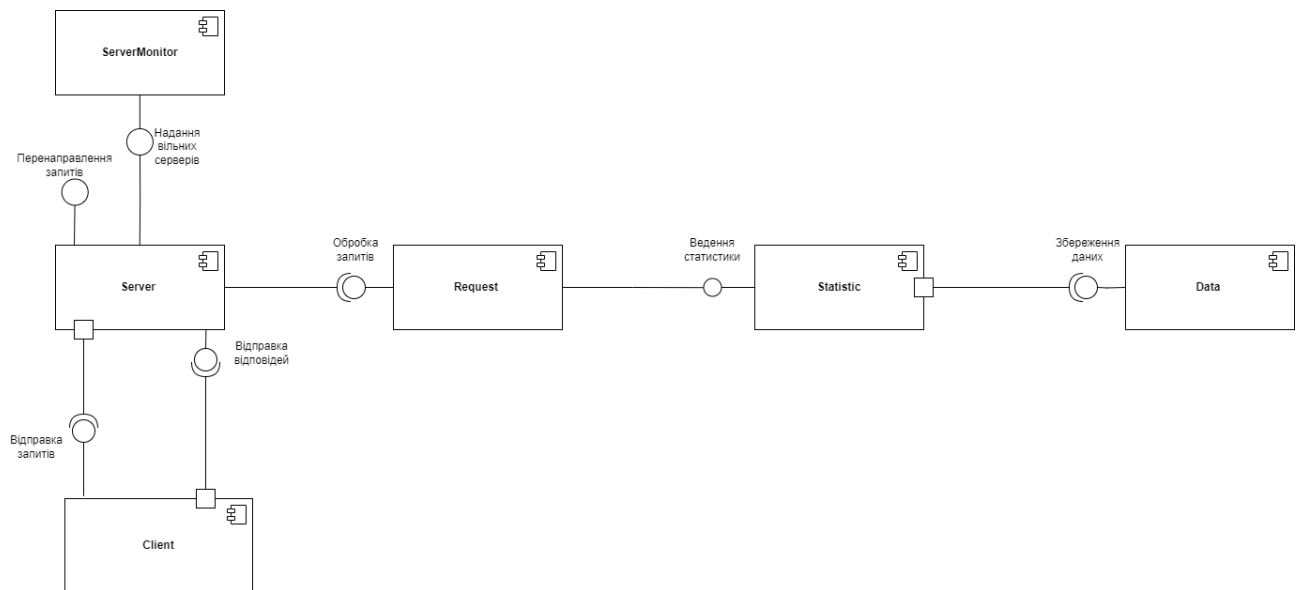 ServerMonitor
Надання
вільних
серверів
Перенаправлення
запитів
Server
Обробка
запитів
Request
Ведення
статистики
Statistic
Збереження
даних
Data
Відправка
відповідей
Відправка
запитів
Client